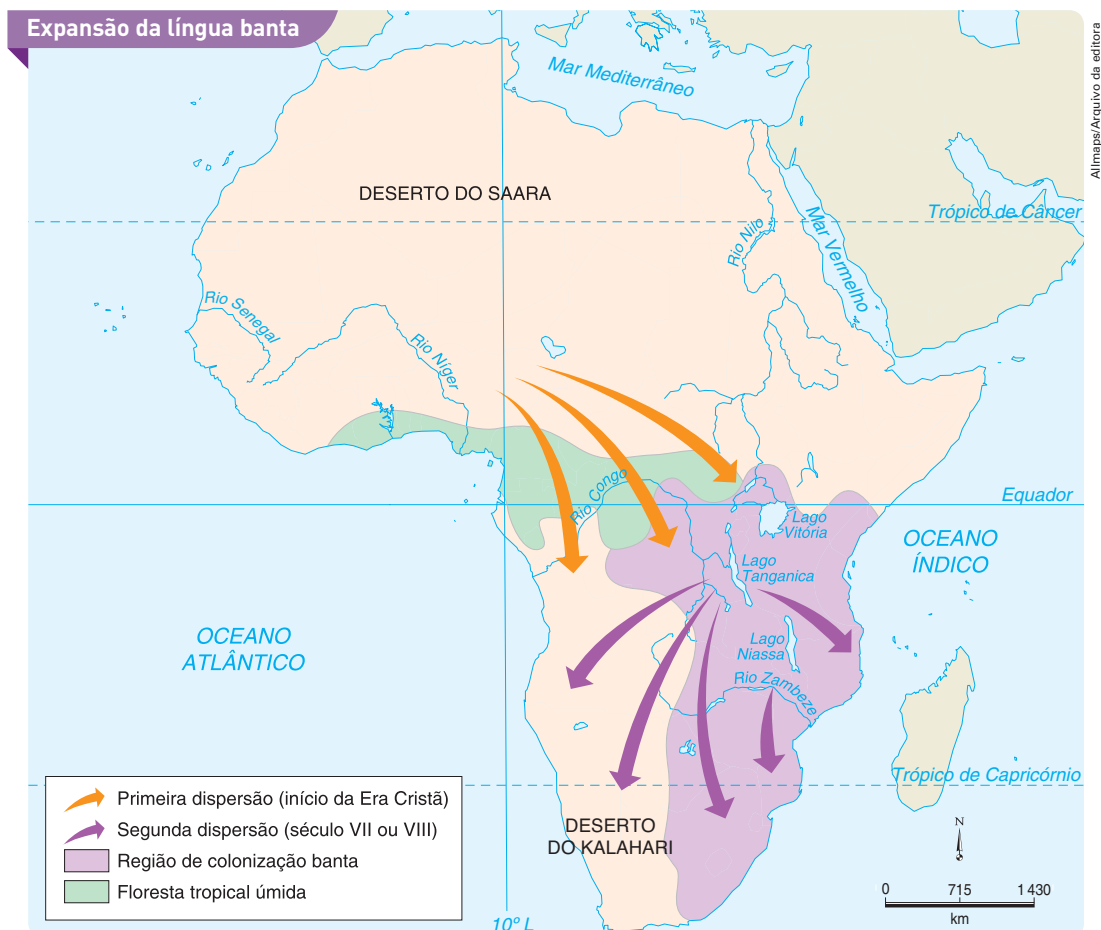 Expansão da língua banta
Allmaps/Arquivo da editora
Mar Mediterrâneo
DESERTO DO SAARA
Trópico de Câncer
Rio Nilo
Mar Vermelho
Rio Senegal
Rio Níger
Rio Congo
Equador
Lago
Vitória
OCEANO
ÍNDICO
Lago
Tanganica
OCEANO
ATLÂNTICO
Lago
Niassa
Rio Zambeze
Trópico de Capricórnio
DESERTO
DO KALAHARI
Primeira dispersão (início da Era Cristã)
Segunda dispersão (século VII ou VIII)
Região de colonização banta
Floresta tropical úmida
N
0 715 1 430
km
10º L